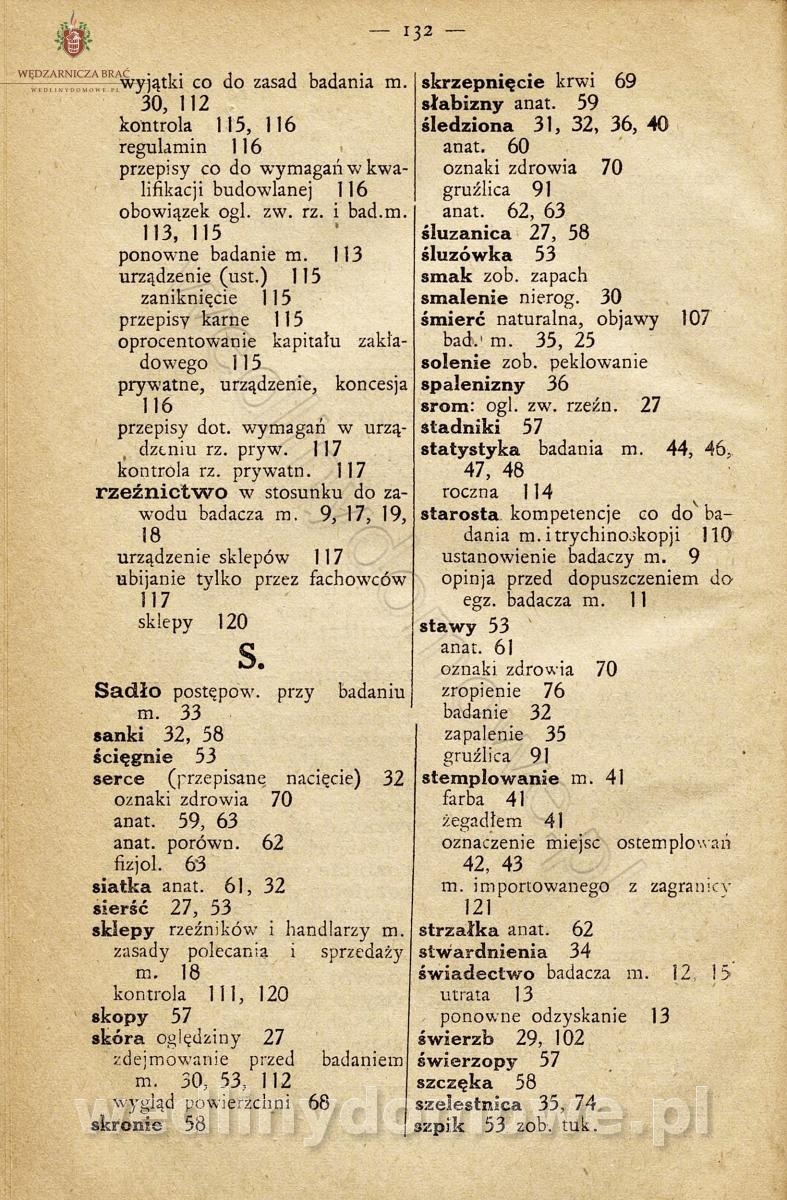 — 132 —
WĘDZARNICZA BRAĆ
WEDLINYDOMOWE.PL
wyjątki co do zasad badania m.
30, 112
kontrola 115, 116
regulamin 116
przepisy co do wymagań w kwa-
lifikacji budowlanej 116
obowiązek ogl. zw. rz. i bad.m.
113, 115
ponowne badanie m. 113
urządzenie (ust.) 115
zaniknięcie 115
przepisy karne 115
oprocentowanie kapitału zakła-
dowego 115
prywatne, urządzenie, koncesja
116
przepisy dot. wymagań w urzą-
dzeniu rz. pryw. 117
kontrola rz. prywatn. 117
rzeźnictwo w stosunku do za-
wodu badacza m. 9, 17, 19,
18
urządzenie sklepów 117
ubijanie tylko przez fachowców
117
sklepy 120
S.
Sadło postępow. przy badaniu
m. 33
sanki 32, 58
ścięgnie 53
serce (przepisane nacięcie) 32
oznaki zdrowia 70
anat. 59, 63
anat. porówn. 62
fizjol. 63
siatka anat. 61, 32
sierść 27, 53
sklepy rzeźników i handlarzy m.
zasady polecania i sprzedaży
m. 18
kontrola 111, 120
skopy 57
skóra oględziny 27
zdejmowanie przed badaniem
m. 30, 53, 112
wygląd powierzchni 68
skronie 58
skrzepnięcie krwi 69
słabizny anat. 59
śledziona 31, 32, 36, 40
anat. 60
oznaki zdrowia 70
gruźlica 91
anat. 62, 63
śluzanica 27, 58
śluzówka 53
smak zob. zapach
smalenie nierog. 30
śmierć naturalna, objawy 107
bad. m. 35, 25
solenie zob. peklowanie
spalenizny 36
srom: ogl. zw. rzeźn. 27
stadniki 57
statystyka badania m. 44, 46,
47, 48
roczna 114
starosta kompetencje co do ba-
dania m. i trychinoskopji 110
ustanowienie badaczy m. 9
opinja przed dopuszczeniem do
egz. badacza m. 11
stawy 53
anat. 61
oznaki zdrowia 70
zropienie 76
badanie 32
zapalenie 35
gruźlica 91
stemplowanie m. 41
farba 41
żegadłem 41
oznaczenie miejsc ostemplowań
42, 43
m. importowanego z zagranicy
121
strzałka anat. 62
stwardnienia 34
świadectwo badacza m. 12, 15
utrata 13
ponowne odzyskanie 13
świerzb 29, 102
świerzopy 57
szczęka 58
szelestnica 35, 74
szpik 53 zob. tuk.
www.wedlinydomowe.pl